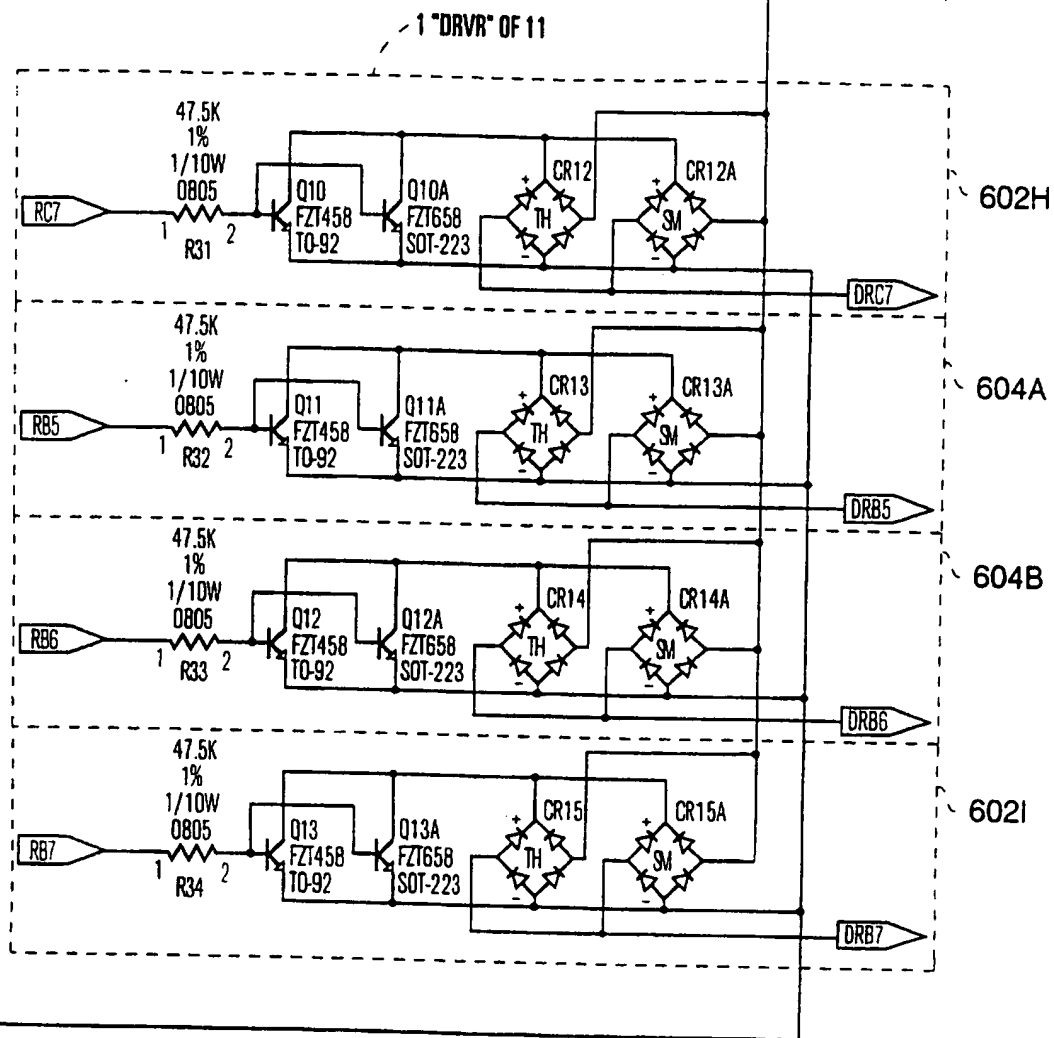 1 "DRVR" OF 11
47.5K
1%
1/10W
0805
RC7
1
2
R31
Q10
FZT458
TO-92
Q10A
FZT658
SOT-223
CR12
+
TH
-
CR12A
+
SM
-
DRC7
602H
47.5K
1%
1/10W
0805
RB5
1
2
R32
Q11
FZT458
TO-92
Q11A
FZT658
SOT-223
CR13
+
TH
-
CR13A
+
SM
-
DRB5
604A
47.5K
1%
1/10W
0805
RB6
1
2
R33
Q12
FZT458
TO-92
Q12A
FZT658
SOT-223
CR14
+
TH
-
CR14A
+
SM
-
DRB6
604B
47.5K
1%
1/10W
0805
RB7
1
2
R34
Q13
FZT458
TO-92
Q13A
FZT658
SOT-223
CR15
+
TH
-
CR15A
+
SM
-
DRB7
602I